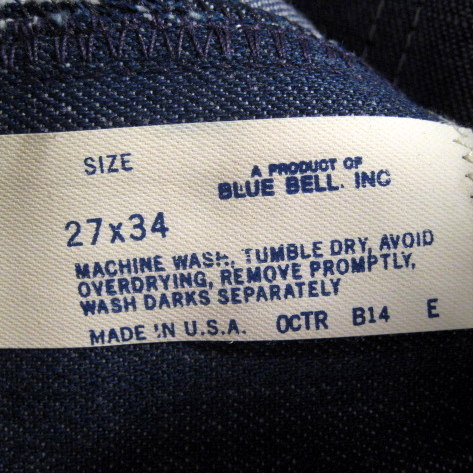 SIZE
A PRODUCT OF
BLUE BELL. INC
27x34
MACHINE WASH, TUMBLE DRY, AVOID
OVERDRYING, REMOVE PROMPTLY,
WASH DARKS SEPARATELY
MADE IN U.S.A. OCTR B14 E